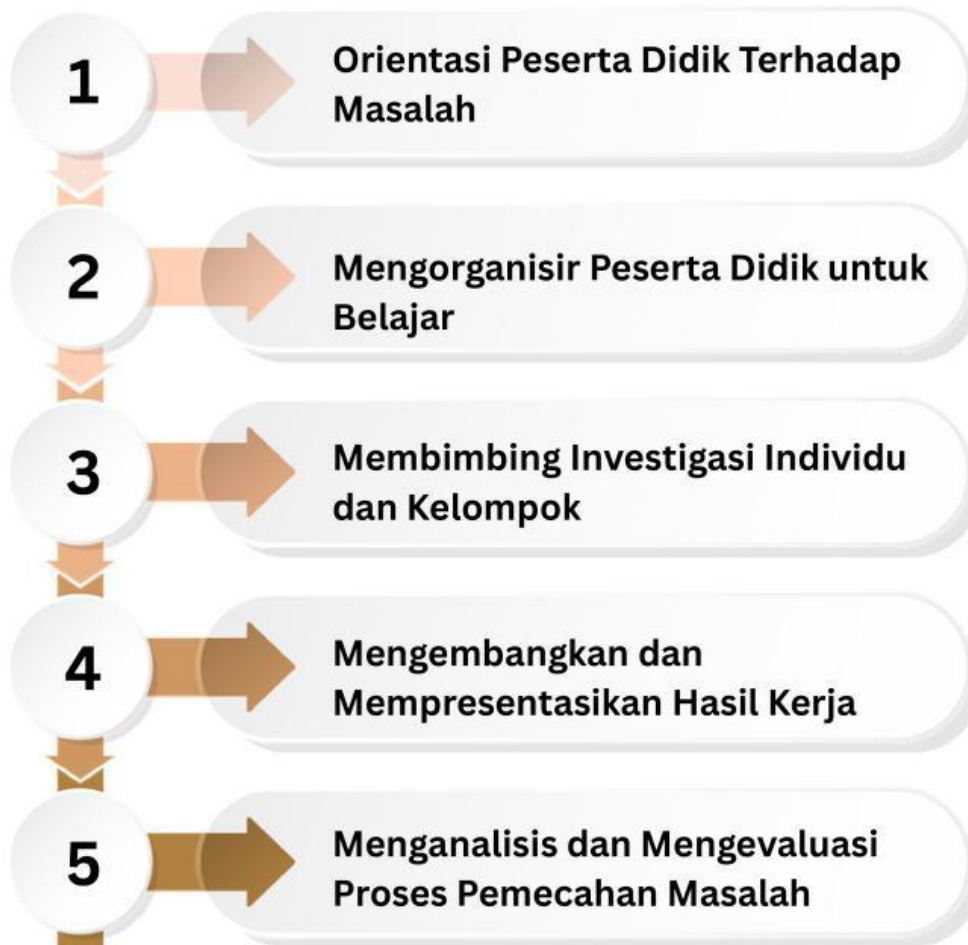 1
Orientasi Peserta Didik Terhadap
Masalah
2
Mengorganisir Peserta Didik untuk
Belajar
3
Membimbing Investigasi Individu
dan Kelompok
4
Mengembangkan dan
Mempresentasikan Hasil Kerja
5
Menganalisis dan Mengevaluasi
Proses Pemecahan Masalah